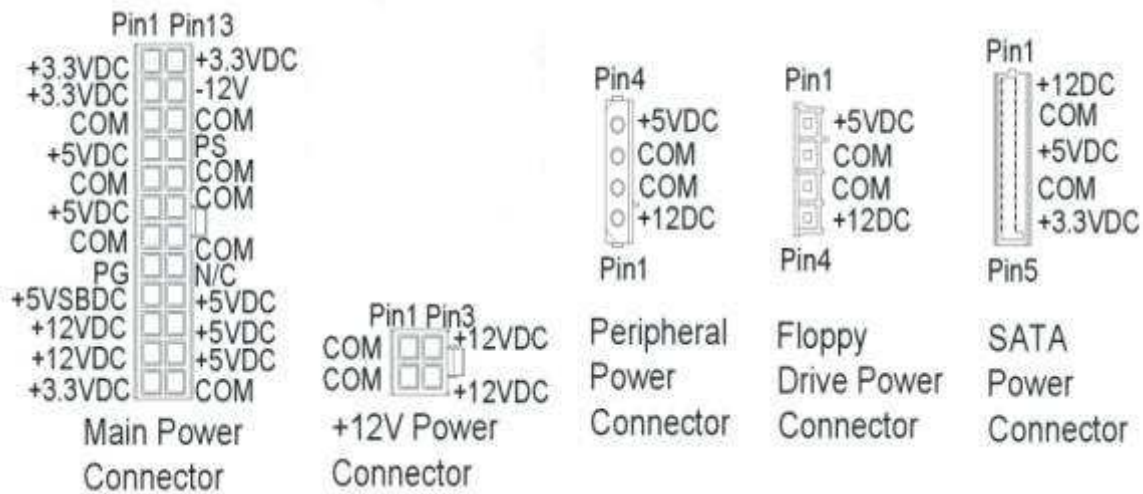 Pin1 Pin13
+3.3VDC +3.3VDC
+3.3VDC -12V
COM COM
+5VDC PS
COM COM
+5VDC COM
COM COM
PG N/C
+5VSBDC +5VDC
+12VDC +5VDC
+12VDC +5VDC
+3.3VDC COM
Main Power
Connector
Pin1 Pin3
COM +12VDC
COM +12VDC
+12V Power
Connector
Pin4
+5VDC
COM
COM
+12DC
Pin1
Peripheral
Power
Connector
Pin1
+5VDC
COM
COM
+12DC
Pin4
Floppy
Drive Power
Connector
Pin1
+12DC
COM
+5VDC
COM
+3.3VDC
Pin5
SATA
Power
Connector